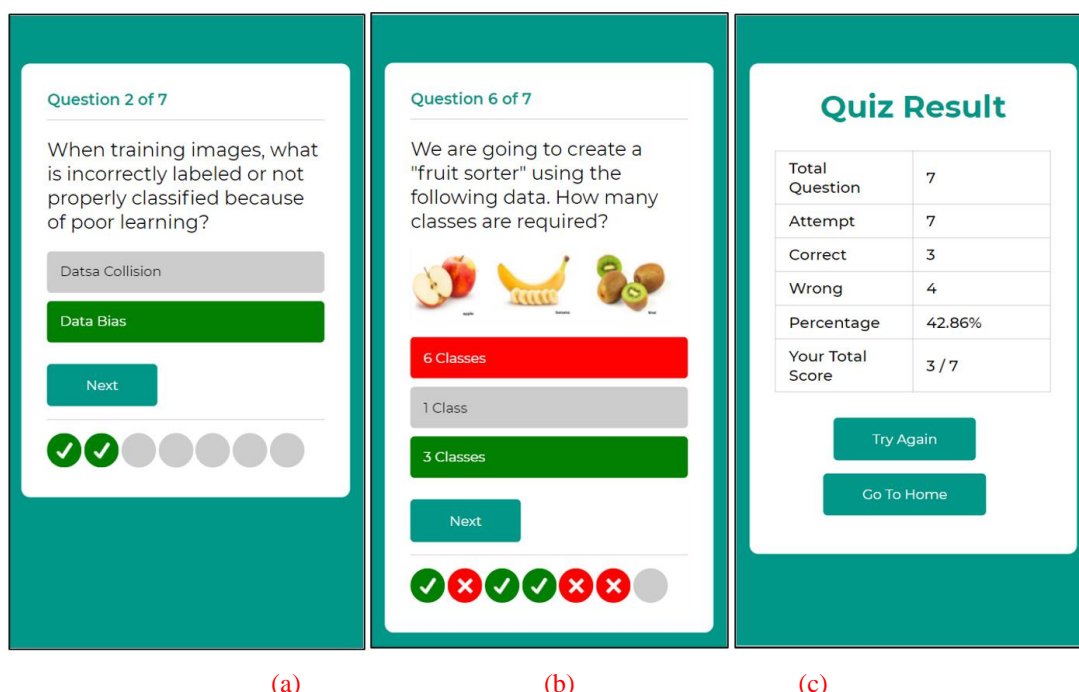 Question 2 of 7
When training images, what
is incorrectly labeled or not
properly classified because
of poor learning?
Datsa Collision
Data Bias
Next
Question 6 of 7
We are going to create a
"fruit sorter" using the
following data. How many
classes are required?
apple
banana
kiwi
6 Classes
1 Class
3 Classes
Next
Quiz Result
Total
Question
7
Attempt
7
Correct
3
Wrong
4
Percentage
42.86%
Your Total
Score
3 / 7
Try Again
Go To Home
(a)
(b)
(c)